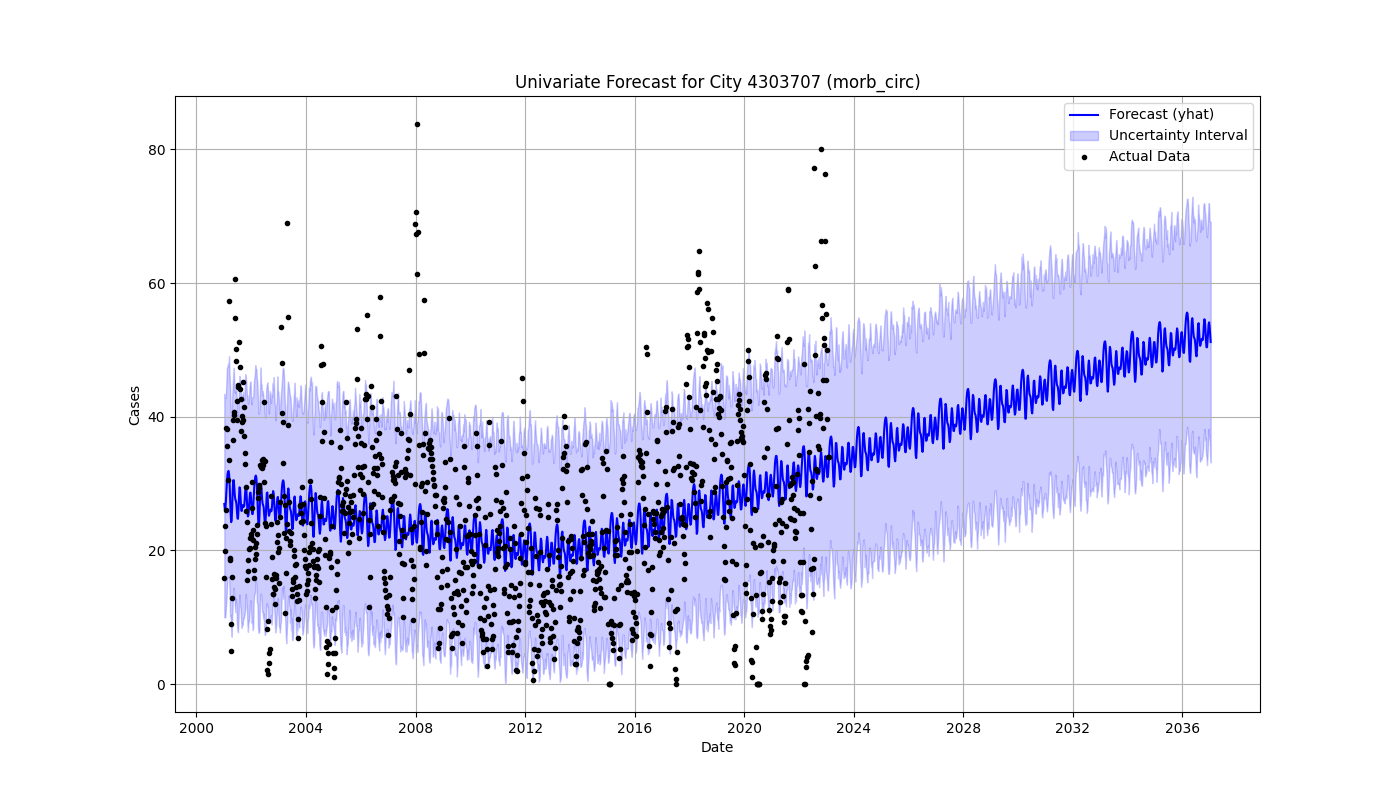 Univariate Forecast for City 4303707 (morb_circ)
Forecast (yhat)
Uncertainty Interval
Actual Data
Cases
80
60
40
20
0
2000 2004 2008 2012 2016 2020 2024 2028 2032 2036
Date